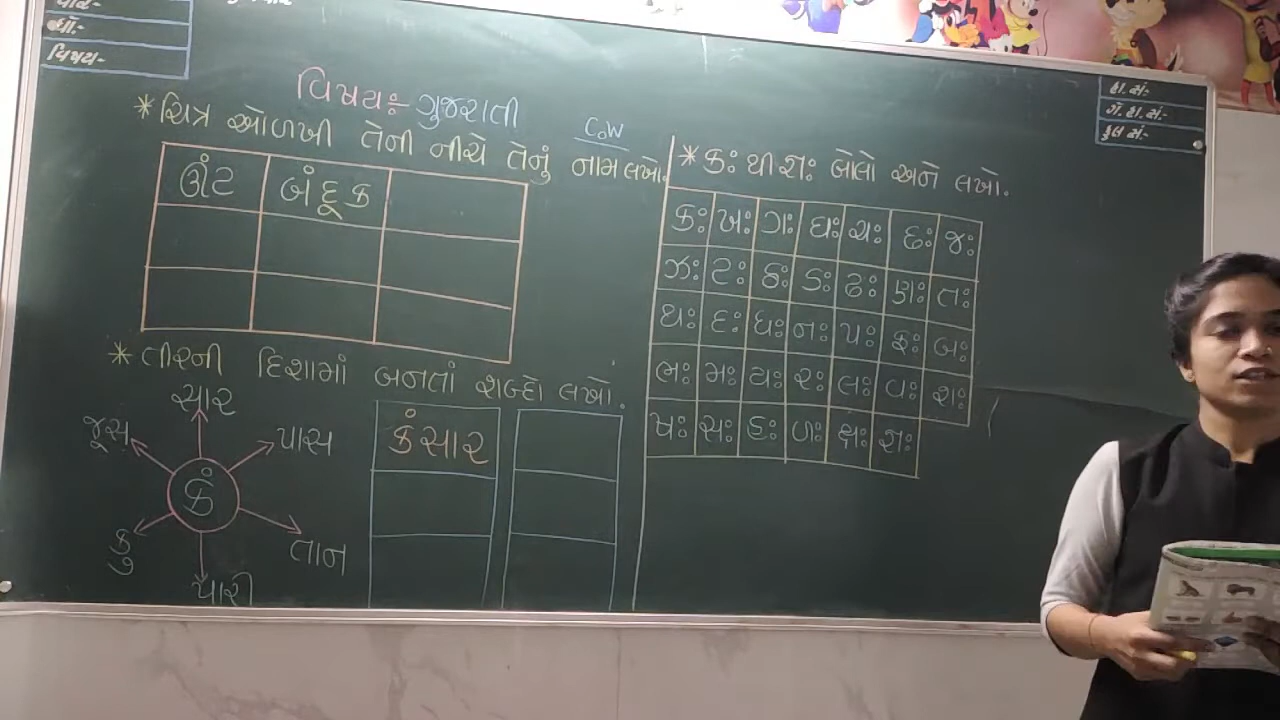 વાર-
ધો.-
વિષય-
હા. સં.-
ગે. હા. સં.-
કુલ સં.-
વિષય:- ગુજરાતી
C.W
*ચિત્ર ઓળખી તેની નીચે તેનું નામ લખો.
ઊંટ બંદૂક
*તીરની દિશામાં બનતાં શબ્દો લખો.
ચાર
જૂસ પાસ
કં
કુ તાન
પારી
કંસાર
*કઃ થી જ્ઞઃ બોલો અને લખો.
કઃ ખઃ ગઃ ઘઃ ચઃ છઃ જઃ
ઝઃ ટઃ ઠઃ ડઃ ઢઃ ણઃ તઃ
થઃ દઃ ધઃ નઃ પઃ ફઃ બઃ
ભઃ મઃ યઃ રઃ લઃ વઃ શઃ
ષઃ સઃ હઃ ળઃ ક્ષઃ જ્ઞઃ